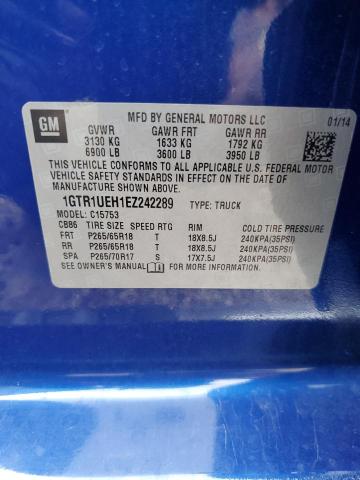 GM
MFD BY GENERAL MOTORS LLC 01/14
GVWR GAWR FRT GAWR RR
3130 KG 1633 KG 1792 KG
6900 LB 3600 LB 3950 LB
THIS VEHICLE CONFORMS TO ALL APPLICABLE U.S. FEDERAL MOTOR
VEHICLE SAFETY STANDARDS IN EFFECT ON THE DATE OF
MANUFACTURE SHOWN ABOVE.
1GTR1UEH1EZ242289 TYPE: TRUCK
MODEL: C15753
CBB6 TIRE SIZE SPEED RTG RIM COLD TIRE PRESSURE
FRT P265/65R18 T 18X8.5J 240KPA(35PSI)
RR P265/65R18 T 18X8.5J 240KPA(35PSI)
SPA P265/70R17 S 17X7.5J 240KPA(35PSI)
SEE OWNER'S MANUAL FOR MORE INFORMATION.